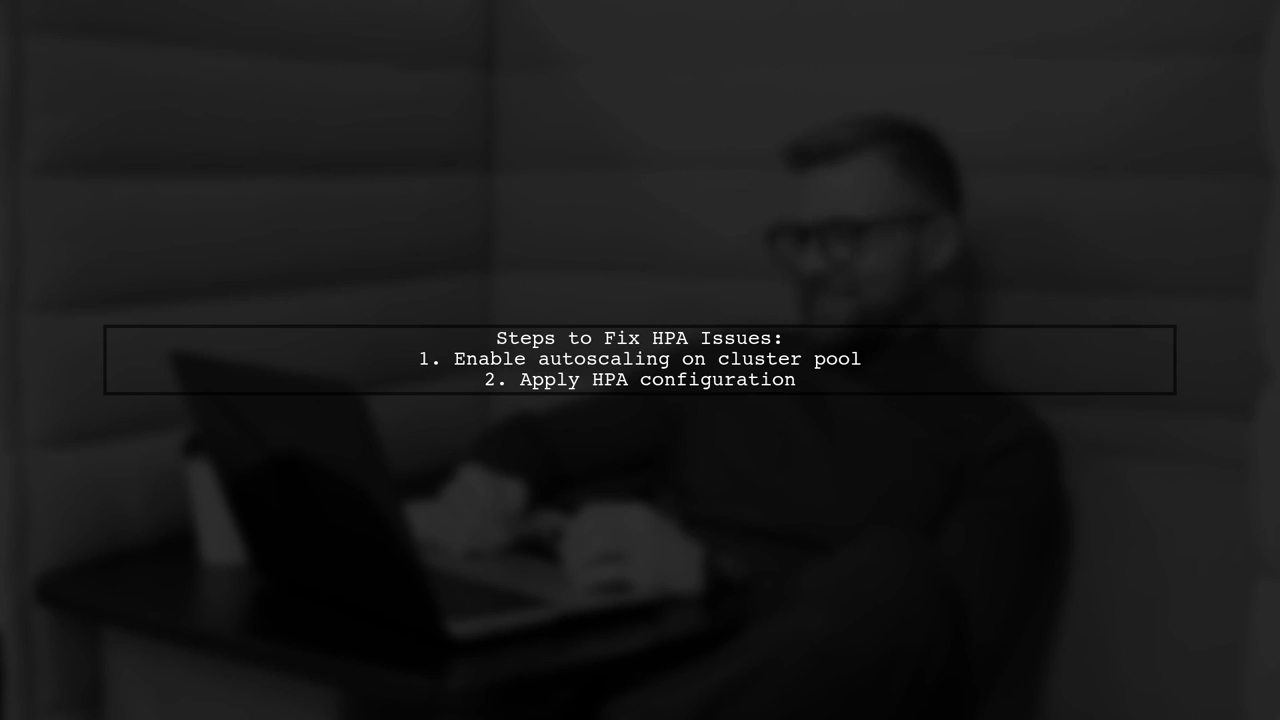 Steps to Fix HPA Issues:
1. Enable autoscaling on cluster pool
2. Apply HPA configuration